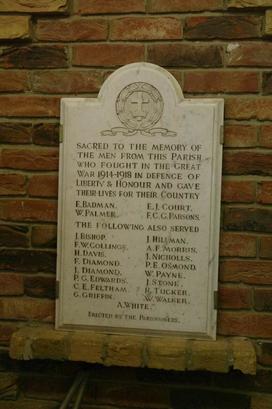 SACRED TO THE MEMORY OF
THE MEN FROM THIS PARISH
WHO FOUGHT IN THE GREAT
WAR 1914-1918 IN DEFENCE OF
LIBERTY & HONOUR AND GAVE
THEIR LIVES FOR THEIR COUNTRY
E. BADMAN. E. J. COURT.
W. PALMER. F. C. G. PARSONS.
THE FOLLOWING ALSO SERVED
J. BISHOP. J. HILLMAN.
F. W. COLLINGS. A. F. MORRIS.
H. DAVIS. J. NICHOLLS.
F. DIAMOND. P. E. OSMOND.
J. DIAMOND. W. PAYNE.
P. G. EDWARDS. J. STONE.
C. E. FELTHAM. H. TUCKER.
G. GRIFFIN. W. WALKER.
A. WHITE.
ERECTED BY THE PARISHIONERS.